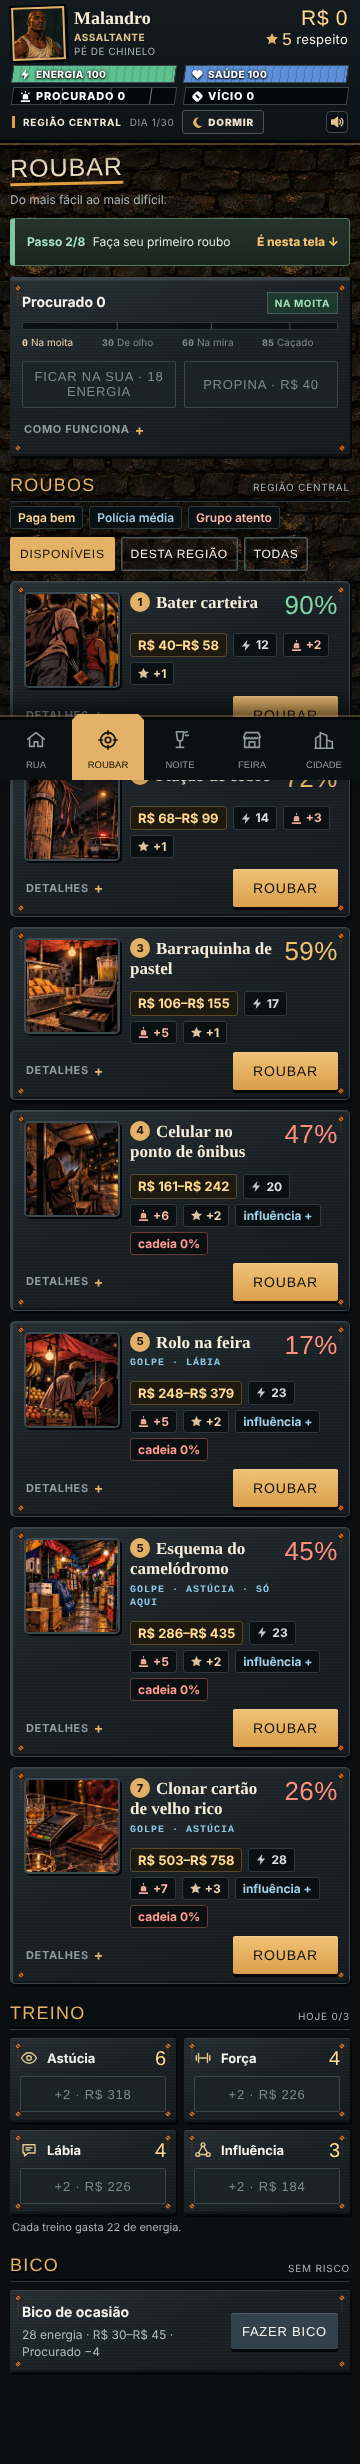 Malandro
ASSALTANTE
PÉ DE CHINELO
R$ 0
5 respeito
ENERGIA 100
SAÚDE 100
PROCURADO 0
VÍCIO 0
REGIÃO CENTRAL DIA 1/30
DORMIR
ROUBAR
Do mais fácil ao mais difícil.
Passo 2/8 Faça seu primeiro roubo
É nesta tela ↓
Procurado 0
NA MOITA
0 Na moita
30 De olho
60 Na mira
85 Caçado
FICAR NA SUA · 18
ENERGIA
PROPINA · R$ 40
COMO FUNCIONA +
ROUBOS
REGIÃO CENTRAL
Paga bem
Polícia média
Grupo atento
DISPONÍVEIS
DESTA REGIÃO
TODAS
1 Bater carteira
90%
R$ 40–R$ 58
12
+2
+1
DETALHES
ROUBAR
RUA
ROUBAR
NOITE
FEIRA
CIDADE
72%
R$ 68–R$ 99
14
+3
+1
DETALHES +
ROUBAR
3 Barraquinha de
pastel
59%
R$ 106–R$ 155
17
+5
+1
DETALHES +
ROUBAR
4 Celular no
ponto de ônibus
47%
R$ 161–R$ 242
20
+6
+2
influência +
cadeia 0%
DETALHES +
ROUBAR
5 Rolo na feira
17%
GOLPE · LÁBIA
R$ 248–R$ 379
23
+5
+2
influência +
cadeia 0%
DETALHES +
ROUBAR
5 Esquema do
camelódromo
45%
GOLPE · ASTÚCIA · SÓ
AQUI
R$ 286–R$ 435
23
+5
+2
influência +
cadeia 0%
DETALHES +
ROUBAR
7 Clonar cartão
de velho rico
26%
GOLPE · ASTÚCIA
R$ 503–R$ 758
28
+7
+3
influência +
cadeia 0%
DETALHES +
ROUBAR
TREINO
HOJE 0/3
Astúcia 6
+2 · R$ 318
Força 4
+2 · R$ 226
Lábia 4
+2 · R$ 226
Influência 3
+2 · R$ 184
Cada treino gasta 22 de energia.
BICO
SEM RISCO
Bico de ocasião
28 energia · R$ 30–R$ 45 ·
Procurado −4
FAZER BICO